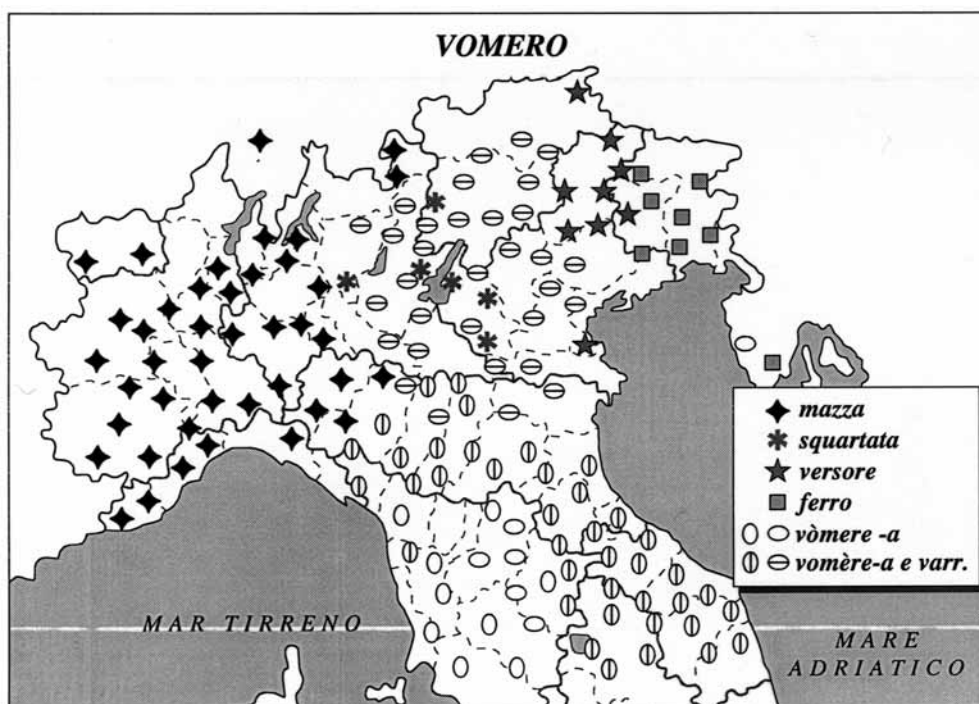 VOMERO
mazza
squartata
versore
ferro
vòmere -a
vomère-a e varr.
MAR TIRRENO
MARE
ADRIATICO